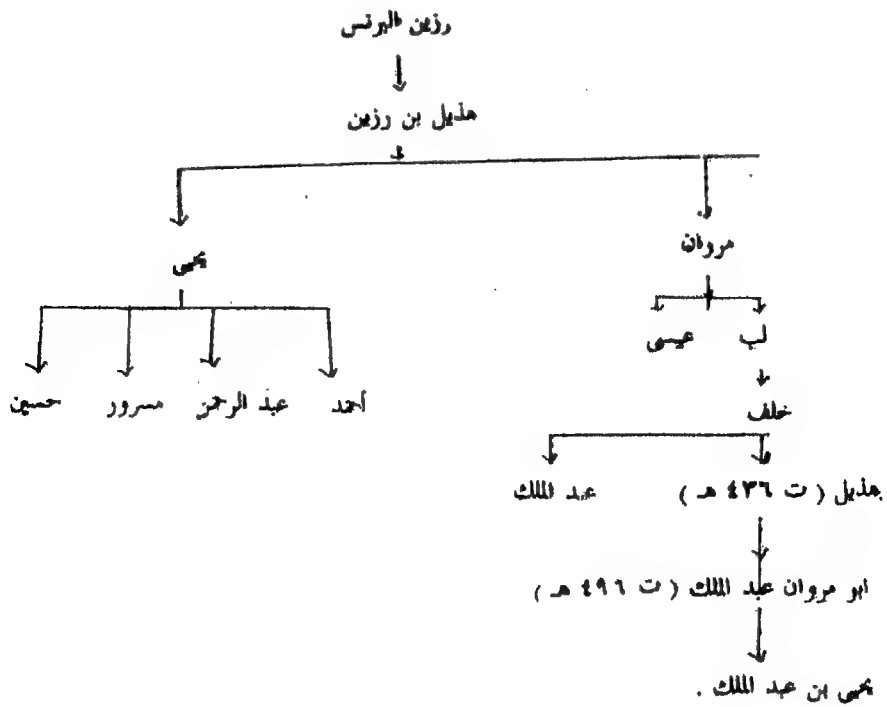 رزين البرنس
هذيل بن رزين
مروان
يحيى
لب
عيسى
أحمد
عبد الرحمن
مسرور
حسين
خلف
هذيل ( ت ٤٣٦ هـ )
عبد الملك
ابو مروان عبد الملك ( ت ٤٩٦ هـ )
يحيى بن عبد الملك .